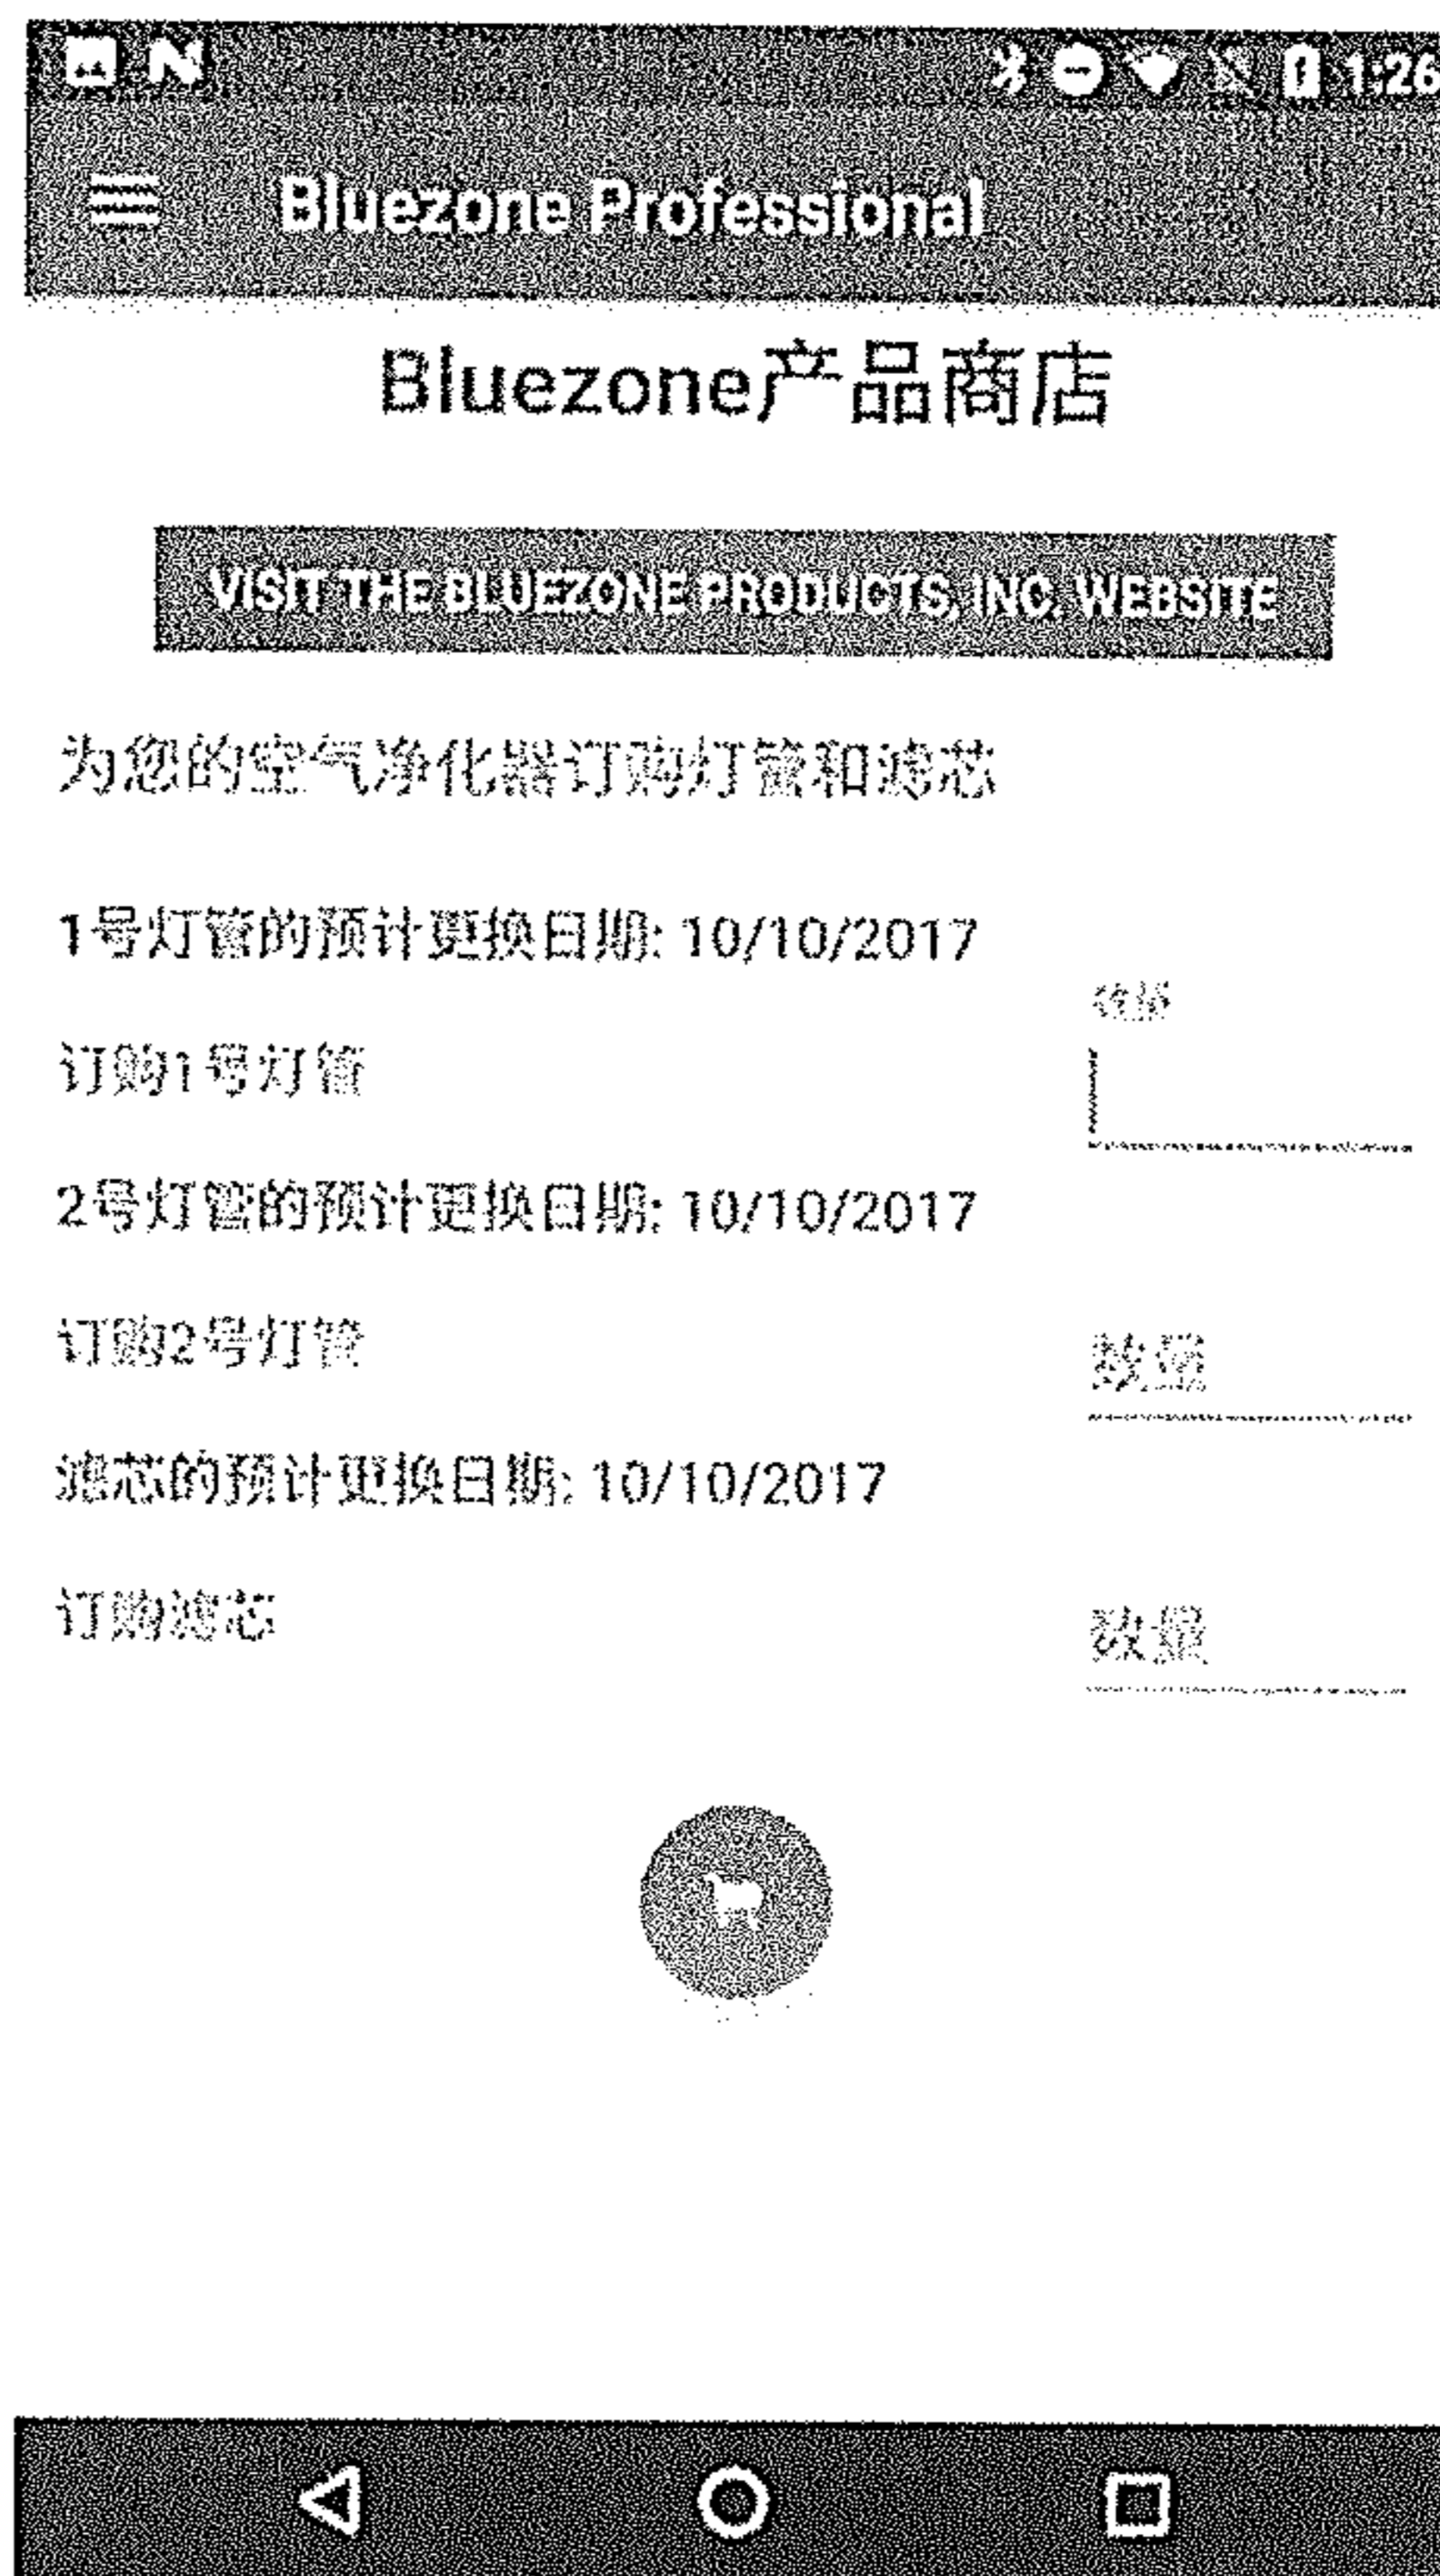 1:26
Bluezone Professional
Bluezone产品商店
VISIT THE BLUEZONE PRODUCTS, INC. WEBSITE
为您的空气净化器订购灯管和滤芯
1号灯管的预计更换日期: 10/10/2017
订购1号灯管
2号灯管的预计更换日期: 10/10/2017
订购2号灯管
数量
滤芯的预计更换日期: 10/10/2017
订购滤芯
数量